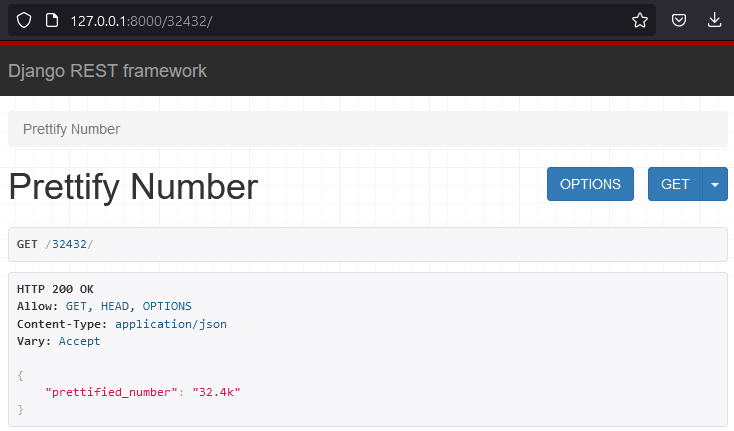 127.0.0.1:8000/32432/
Django REST framework
Prettify Number
Prettify Number
OPTIONS
GET
GET /32432/
HTTP 200 OK
Allow: GET, HEAD, OPTIONS
Content-Type: application/json
Vary: Accept
{
    "prettified_number": "32.4k"
}